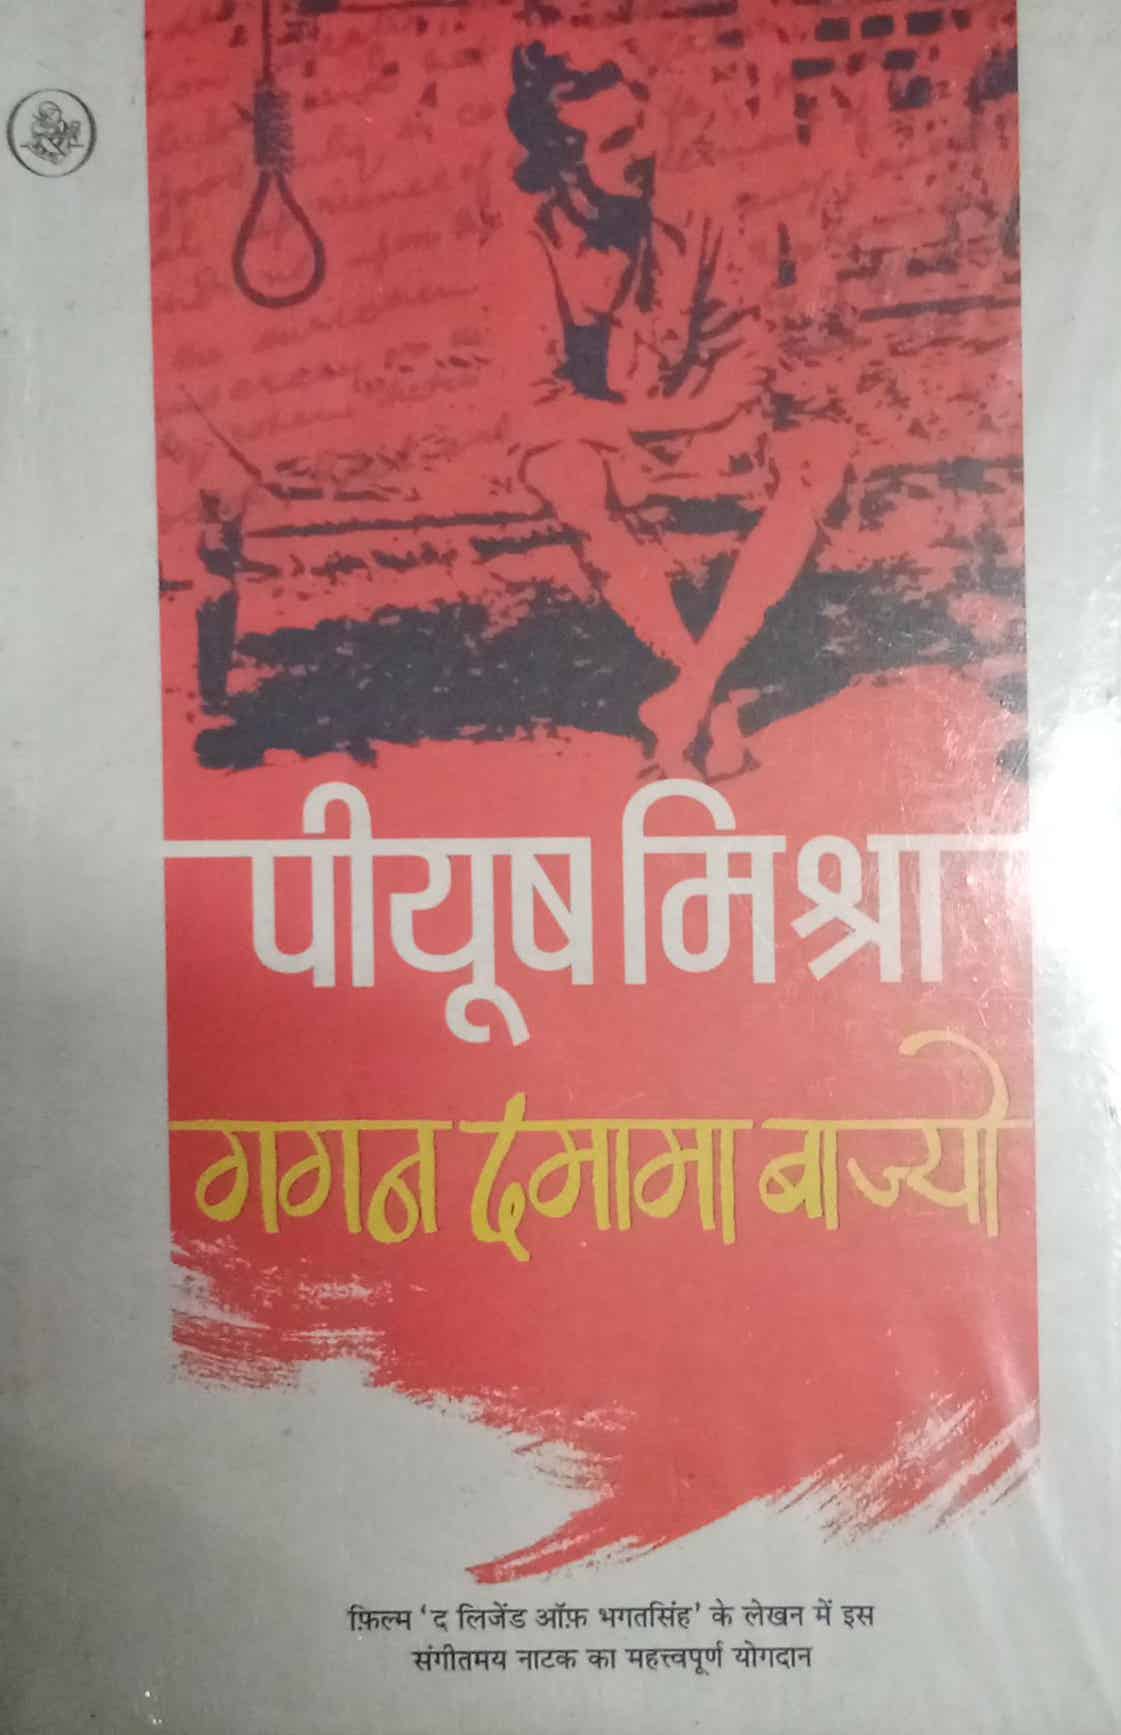 पीयूष मिश्रा
गगन दमामा बाज्यो
फ़िल्म ‘द लिजेंड ऑफ़ भगतसिंह’ के लेखन में इस
संगीतमय नाटक का महत्त्वपूर्ण योगदान